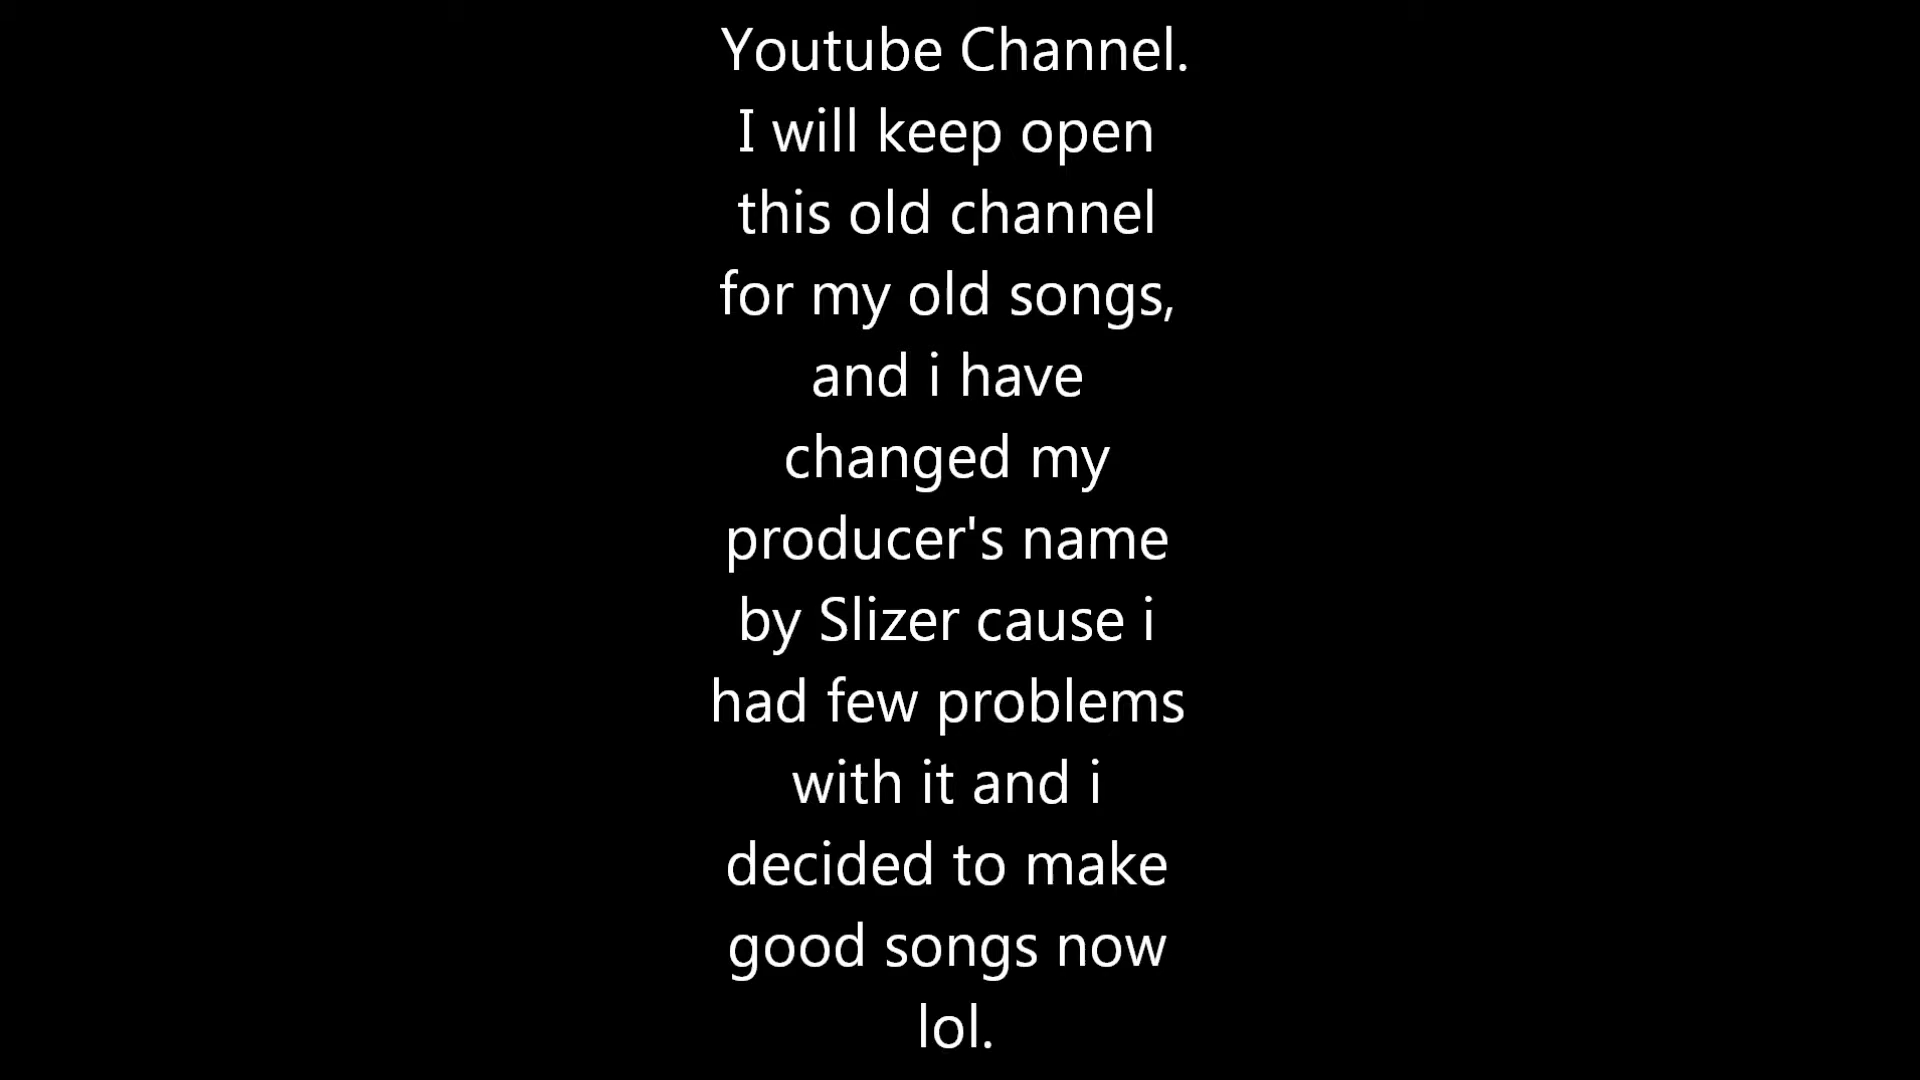 Youtube Channel.
I will keep open
this old channel
for my old songs,
and i have
changed my
producer's name
by Slizer cause i
had few problems
with it and i
decided to make
good songs now
lol.